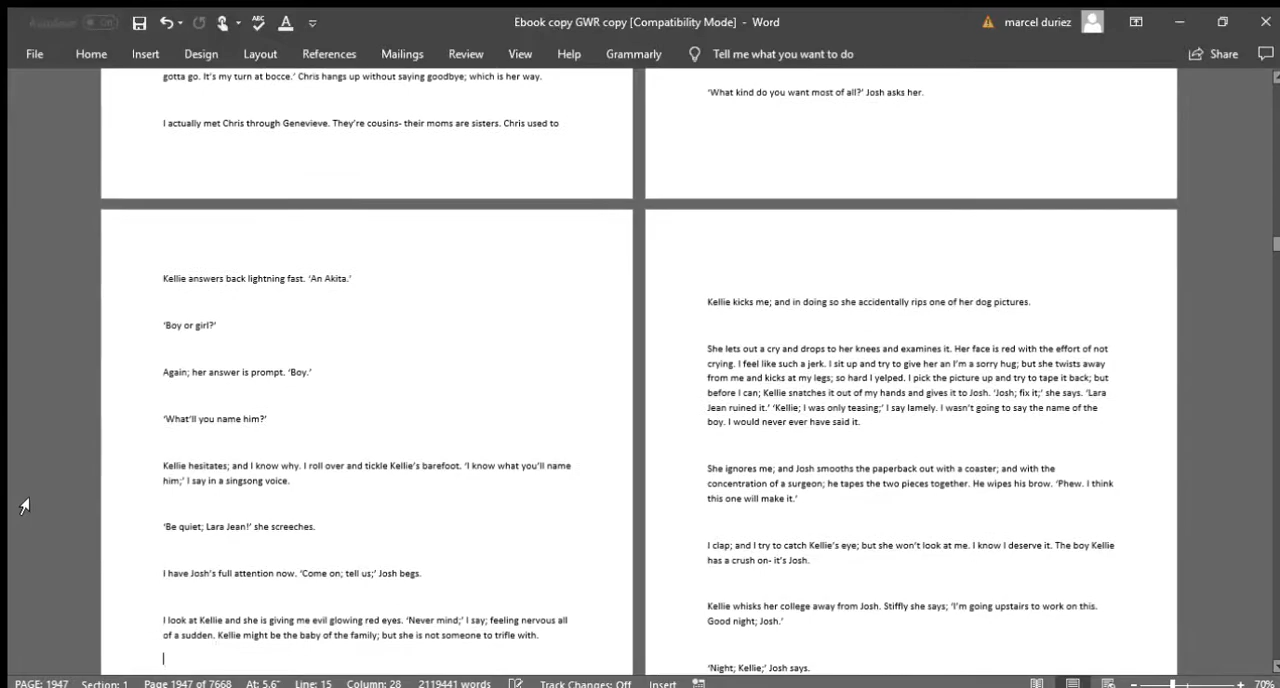 Ebook copy GWR copy [Compatibility Mode] - Word
marcel duriez
File Home Insert Design Layout References Mailings Review View Help Grammarly Tell me what you want to do Share
gotta go. It's my turn at bocce.' Chris hangs up without saying goodbye; which is her way.
I actually met Chris through Genevieve. They're cousins- their moms are sisters. Chris used to
'What kind do you want most of all?' Josh asks her.
Kellie answers back lightning fast. 'An Akita.'
'Boy or girl?'
Again; her answer is prompt. 'Boy.'
'What'll you name him?'
Kellie hesitates; and I know why. I roll over and tickle Kellie's barefoot. 'I know what you'll name
him;' I say in a singsong voice.
'Be quiet; Lara Jean!' she screeches.
I have Josh's full attention now. 'Come on; tell us;' Josh begs.
I look at Kellie and she is giving me evil glowing red eyes. 'Never mind;' I say; feeling nervous all
of a sudden. Kellie might be the baby of the family; but she is not someone to trifle with.
Kellie kicks me; and in doing so she accidentally rips one of her dog pictures.
She lets out a cry and drops to her knees and examines it. Her face is red with the effort of not
crying. I feel like such a jerk. I sit up and try to give her an I'm a sorry hug; but she twists away
from me and kicks at my legs; so hard I yelped. I pick the picture up and try to tape it back; but
before I can; Kellie snatches it out of my hands and gives it to Josh. 'Josh; fix it;' she says. 'Lara
Jean ruined it.' 'Kellie; I was only teasing;' I say lamely. I wasn't going to say the name of the
boy. I would never ever have said it.
She ignores me; and Josh smooths the paperback out with a coaster; and with the
concentration of a surgeon; he tapes the two pieces together. He wipes his brow. 'Phew. I think
this one will make it.'
I clap; and I try to catch Kellie's eye; but she won't look at me. I know I deserve it. The boy Kellie
has a crush on- it's Josh.
Kellie whisks her college away from Josh. Stiffly she says; 'I'm going upstairs to work on this.
Good night; Josh.'
'Night; Kellie;' Josh says.
PAGE: 1947 Section: 1 Page 1947 of 7668 At: 5.6" Line: 15 Column: 28 2119441 words Track Changes: Off Insert 70%